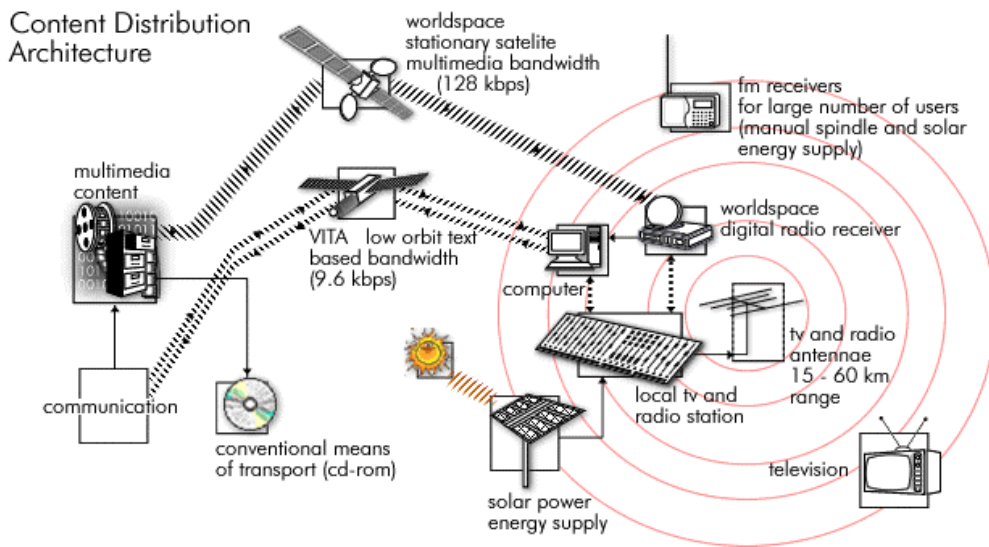 Content Distribution
Architecture
worldspace
stationary satelite
multimedia bandwidth
(128 kbps)
fm receivers
for large number of users
(manual spindle and solar
energy supply)
multimedia
content
VITA low orbit text
based bandwidth
(9.6 kbps)
worldspace
digital radio receiver
computer
tv and radio
antennae
15 - 60 km
range
communication
local tv and
radio station
conventional means
of transport (cd-rom)
solar power
energy supply
television